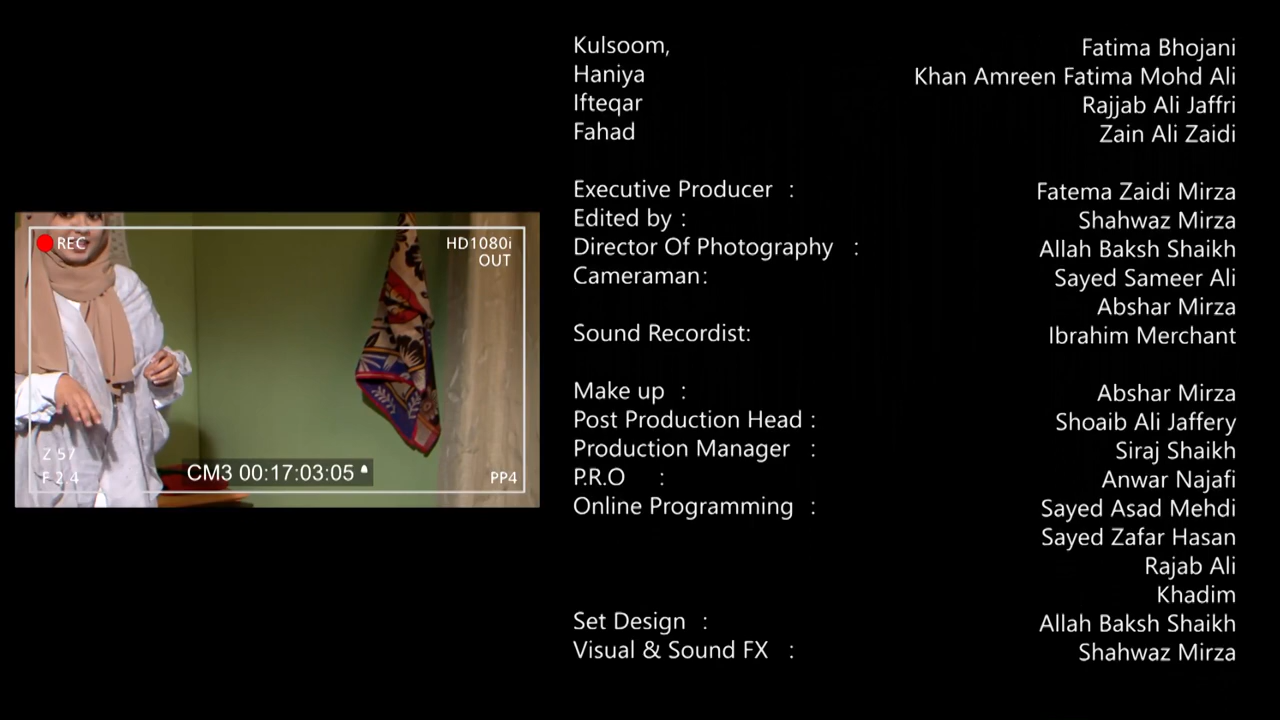 Kulsoom, Fatima Bhojani
Haniya Khan Amreen Fatima Mohd Ali
Ifteqar Rajjab Ali Jaffri
Fahad Zain Ali Zaidi
Executive Producer : Fatema Zaidi Mirza
Edited by : Shahwaz Mirza
Director Of Photography : Allah Baksh Shaikh
Cameraman: Sayed Sameer Ali
Abshar Mirza
Sound Recordist: Ibrahim Merchant
Make up : Abshar Mirza
Post Production Head : Shoaib Ali Jaffery
Production Manager : Siraj Shaikh
P.R.O : Anwar Najafi
Online Programming : Sayed Asad Mehdi
Sayed Zafar Hasan
Rajab Ali
Khadim
Set Design : Allah Baksh Shaikh
Visual & Sound FX : Shahwaz Mirza
REC HD1080i
OUT
Z 57
CM3 00:17:03:05
F 2.4 PP4